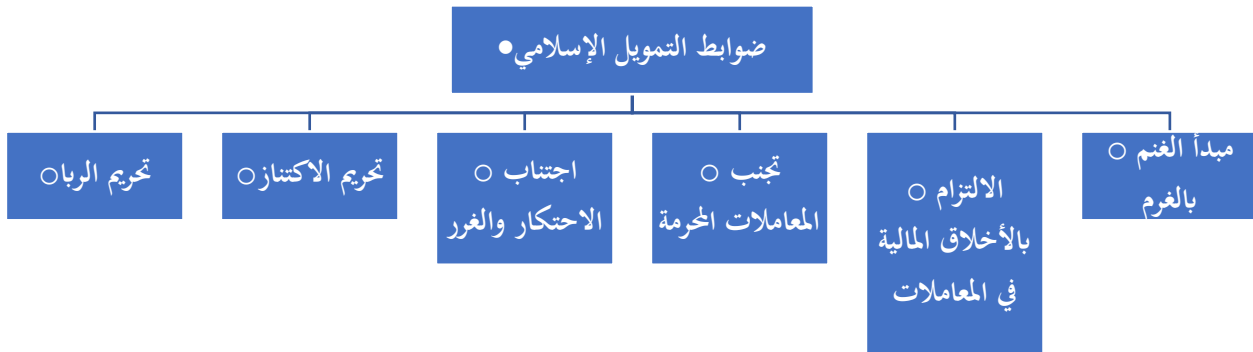 ضوابط التمويل الإسلامي●
○ مبدأ الغنم
بالغرم
○ الالتزام
بالأخلاق المالية
في المعاملات
○ تجنب
المعاملات المحرمة
○ اجتناب
الاحتكار والغرر
تحريم الاكتناز○
تحريم الربا○